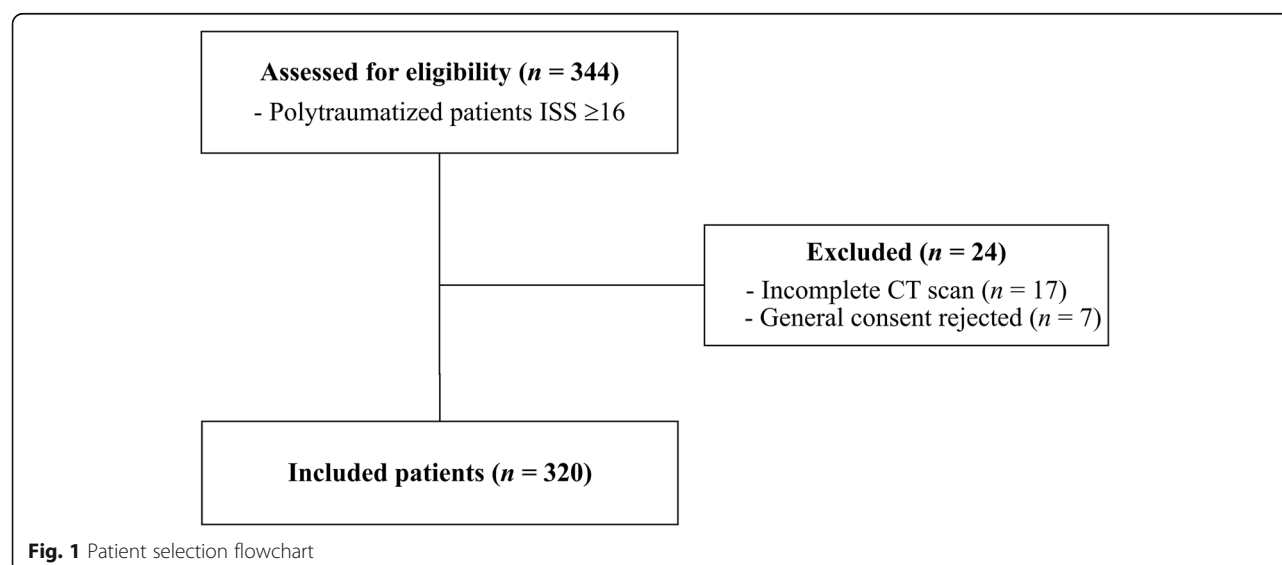 Assessed for eligibility (n = 344)
- Polytraumatized patients ISS ≥16
Excluded (n = 24)
- Incomplete CT scan (n = 17)
- General consent rejected (n = 7)
Included patients (n = 320)
Fig. 1 Patient selection flowchart